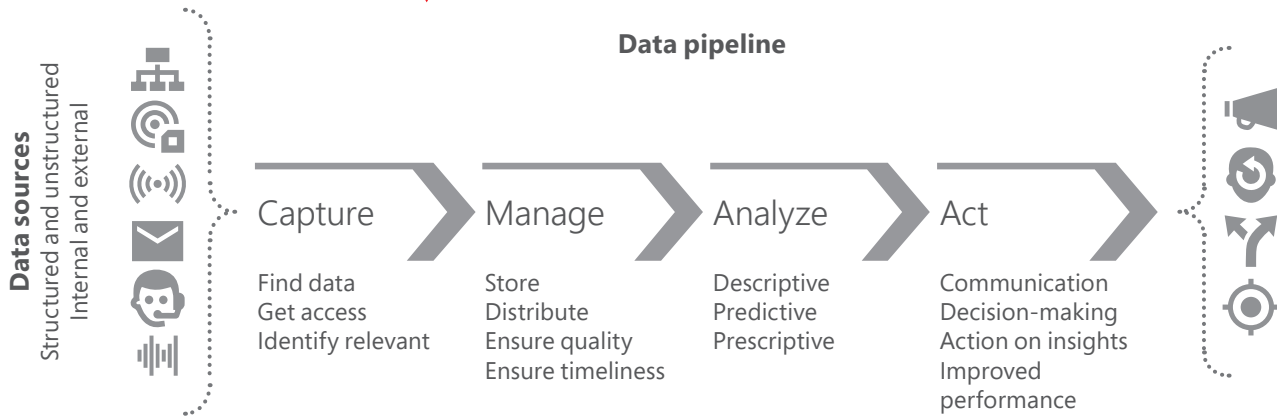 Data pipeline
Data sources
Structured and unstructured
Internal and external
Capture
Find data
Get access
Identify relevant
Manage
Store
Distribute
Ensure quality
Ensure timeliness
Analyze
Descriptive
Predictive
Prescriptive
Act
Communication
Decision-making
Action on insights
Improved
performance